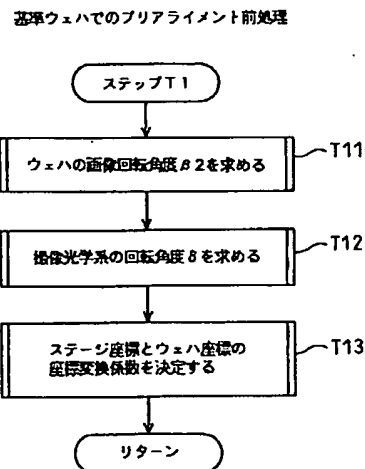 基準ウェハでのプリアライメント前処理
ステップT1
ウェハの画像回転角度β2を求める
T11
撮像光学系の回転角度δを求める
T12
ステージ座標とウェハ座標の
座標変換係数を決定する
T13
リターン